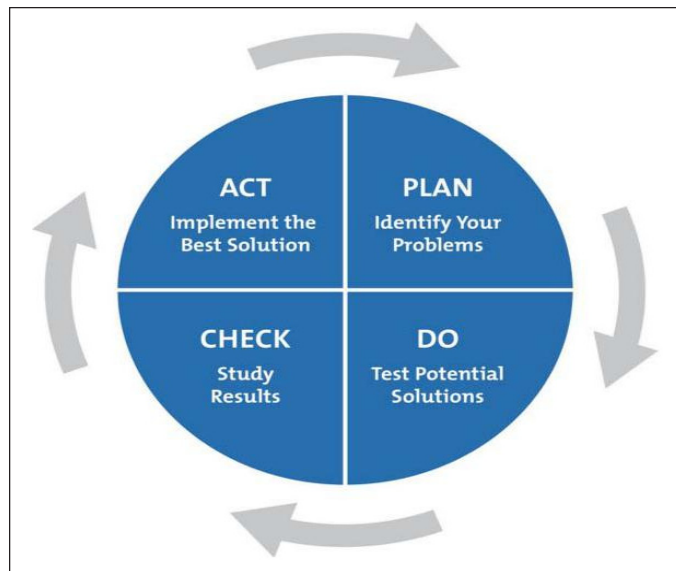 ACT
Implement the
Best Solution
PLAN
Identify Your
Problems
CHECK
Study
Results
DO
Test Potential
Solutions